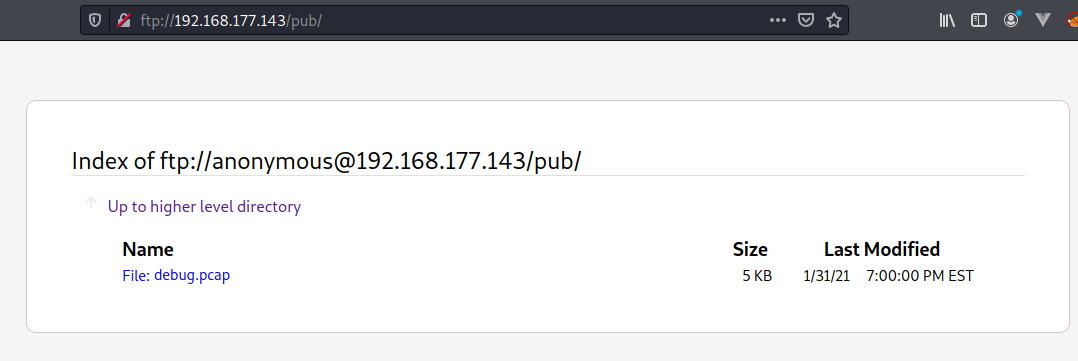 ftp://192.168.177.143/pub/
Index of ftp://anonymous@192.168.177.143/pub/
Up to higher level directory
Name Size Last Modified
File: debug.pcap 5 KB 1/31/21 7:00:00 PM EST